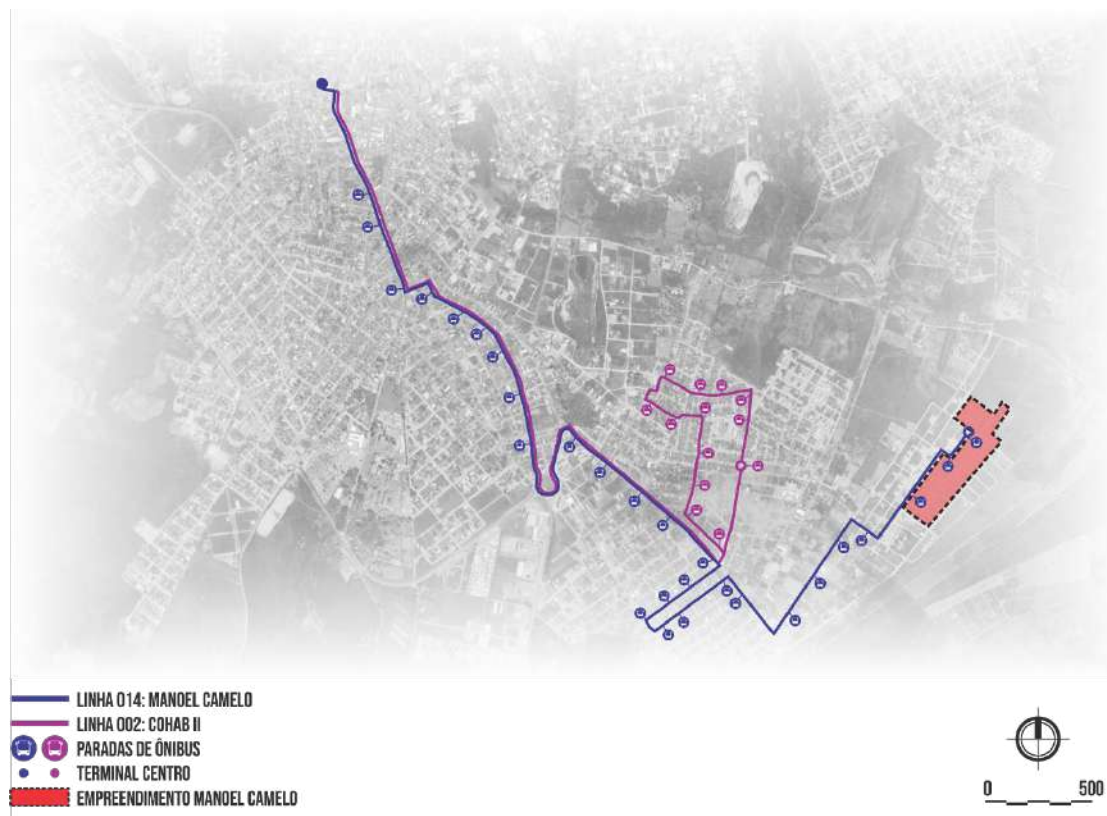 LINHA 014: MANOEL CAMELO
LINHA 002: COHAB II
PARADAS DE ÔNIBUS
TERMINAL CENTRO
EMPREENDIMENTO MANOEL CAMELO
0 500